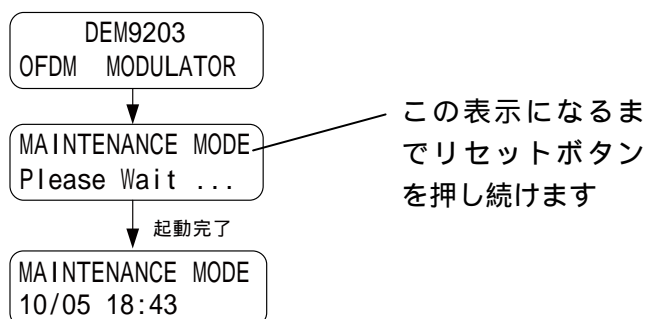 DEM9203
OFDM MODULATOR
MAINTENANCE MODE
Please Wait ...
この表示になるま
でリセットボタン
を押し続けます
起動完了
MAINTENANCE MODE
10/05 18:43